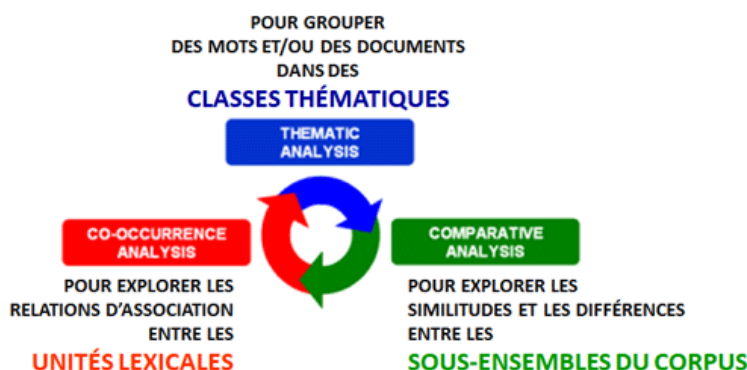 POUR GROUPER
DES MOTS ET/OU DES DOCUMENTS
DANS DES
CLASSES THÉMATIQUES
THEMATIC
ANALYSIS
CO-OCCURRENCE
ANALYSIS
POUR EXPLORER LES
RELATIONS D'ASSOCIATION
ENTRE LES
UNITÉS LEXICALES
COMPARATIVE
ANALYSIS
POUR EXPLORER LES
SIMILITUDES ET LES DIFFÉRENCES
ENTRE LES
SOUS-ENSEMBLES DU CORPUS